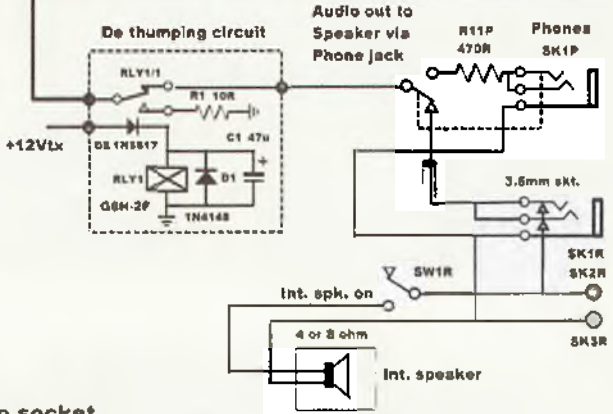 De thumping circuit
Audio out to
Speaker via
Phone jack
R11P
470R
Phones
SK1P
RLY1/1
R1 10R
+12Vtx
D2 1N5817
C1 47u
+
RLY1
D1
G6H-2F
1N4148
3.5mm skt.
SK1R
SK2R
SW1R
Int. spk. on
SK3R
4 or 8 ohm
Int. speaker
socket